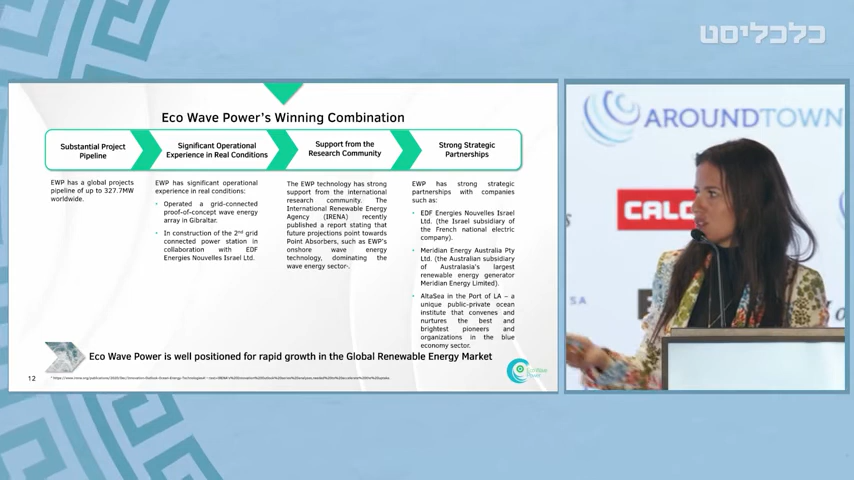 כלכליסט
Eco Wave Power's Winning Combination
Substantial Project
Pipeline
Significant Operational
Experience in Real Conditions
Support from the
Research Community
Strong Strategic
Partnerships
EWP has a global projects
pipeline of up to 327.7MW
worldwide.
EWP has significant operational
experience in real conditions:
• Operated a grid-connected
proof-of-concept wave energy
array in Gibraltar.
• In construction of the 2nd grid
connected power station in
collaboration with EDF
Energies Nouvelles Israel Ltd.
The EWP technology has strong
support from the international
research community. The
International Renewable Energy
Agency (IRENA) recently
published a report stating that
future projections point towards
Point Absorbers, such as EWP's
onshore wave energy
technology, dominating the
wave energy sector
EWP has strong strategic
partnerships with companies
such as:
• EDF Energies Nouvelles Israel
Ltd. (the Israel subsidiary of
the French national electric
company).
• Meridian Energy Australia Pty
Ltd. (the Australian subsidiary
of Australasia's largest
renewable energy generator
Meridian Energy Limited).
• AltaSea in the Port of LA – a
unique public-private ocean
institute that convenes and
nurtures the best and
brightest pioneers and
organizations in the blue
economy sector.
Eco Wave Power is well positioned for rapid growth in the Global Renewable Energy Market
12
Eco Wave
Power
AROUNDTOWN
CALC
SA